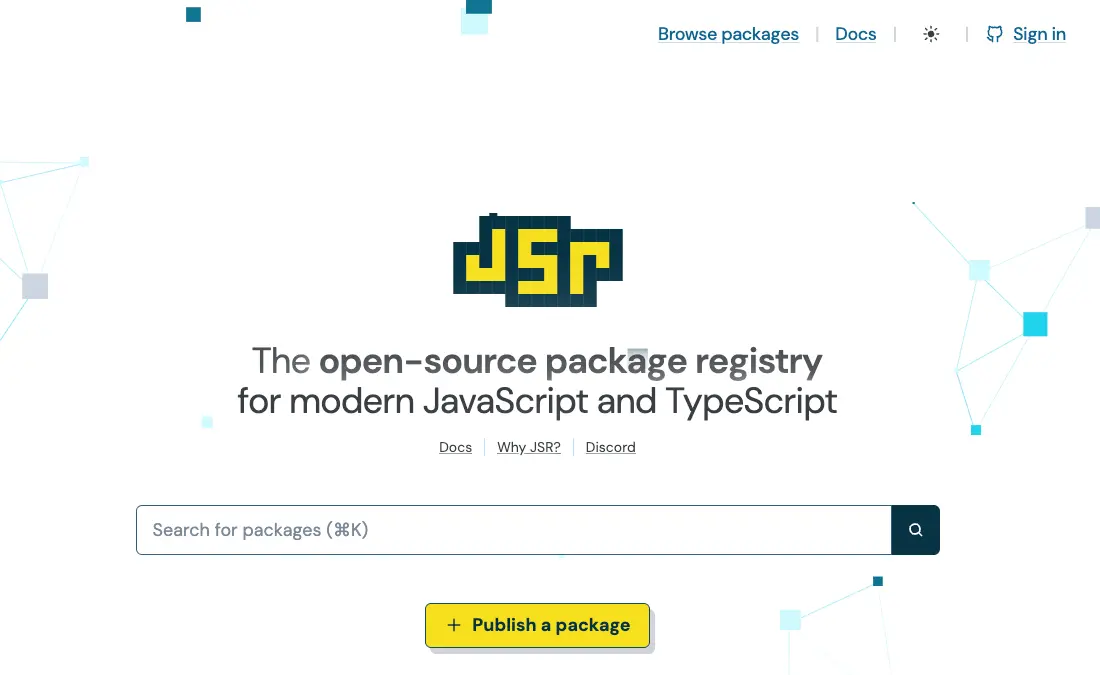 Browse packages | Docs | Sign in
JSR
The open-source package registry
for modern JavaScript and TypeScript
Docs | Why JSR? | Discord
Search for packages (⌘K)
+ Publish a package